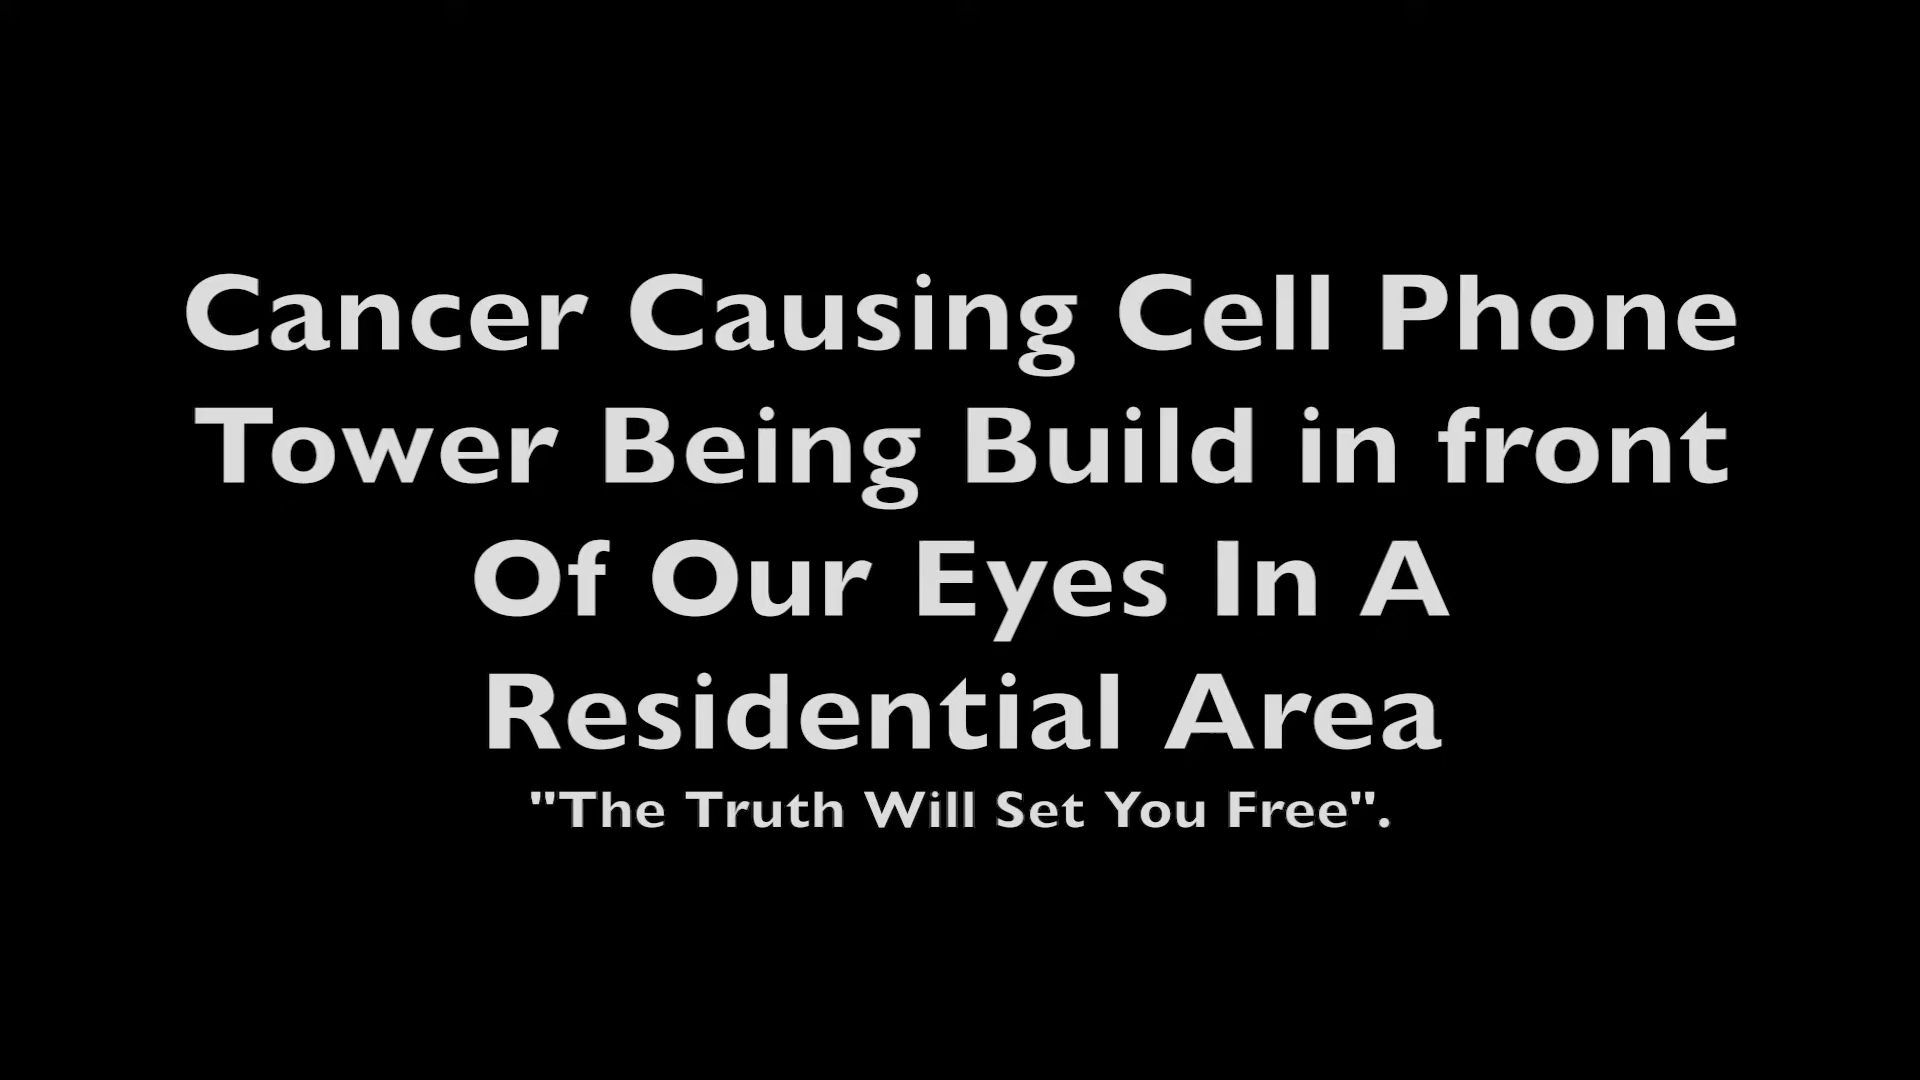 Cancer Causing Cell Phone
Tower Being Build in front
Of Our Eyes In A
Residential Area
"The Truth Will Set You Free".